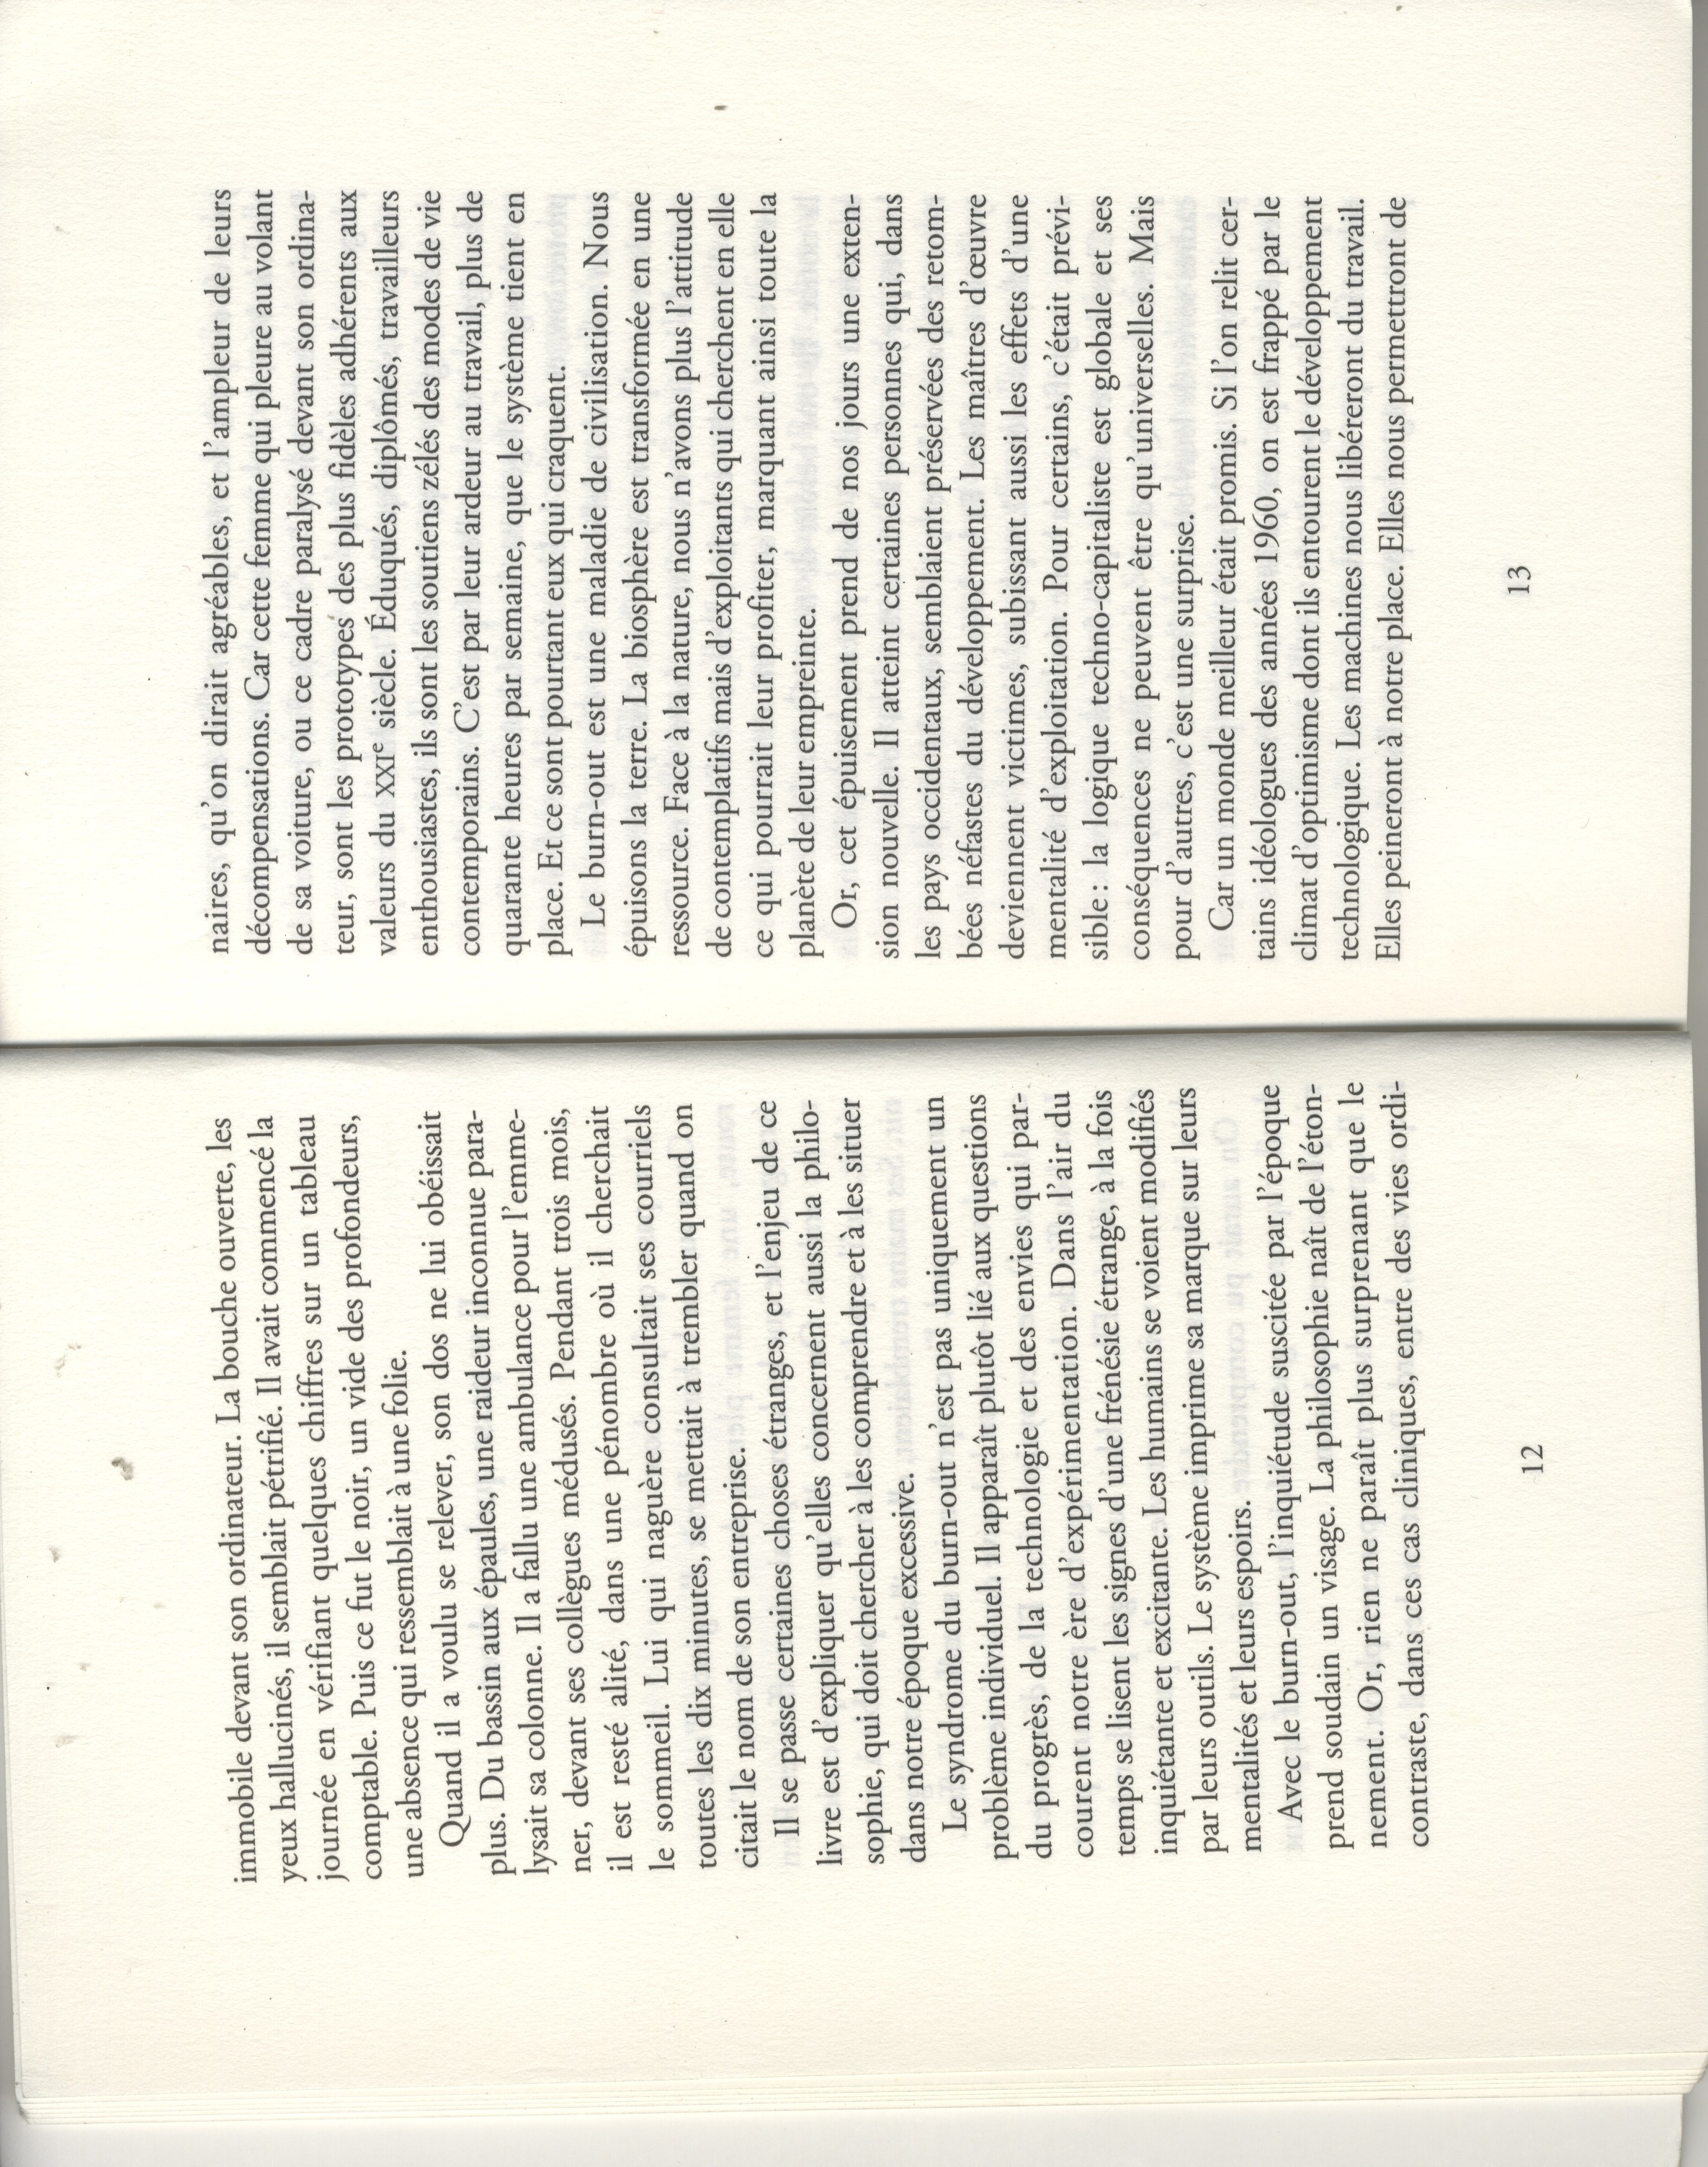 immobile devant son ordinateur. La bouche ouverte, les
yeux hallucinés, il semblait pétrifié. Il avait commencé la
journée en vérifiant quelques chiffres sur un tableau
comptable. Puis ce fut le noir, un vide des profondeurs,
une absence qui ressemblait à une folie.
Quand il a voulu se relever, son dos ne lui obéissait
plus. Du bassin aux épaules, une raideur inconnue para-
lysait sa colonne. Il a fallu une ambulance pour l'emme-
ner, devant ses collègues médusés. Pendant trois mois,
il est resté alité, dans une pénombre où il cherchait
le sommeil. Lui qui naguère consultait ses courriels
toutes les dix minutes, se mettait à trembler quand on
citait le nom de son entreprise.
Il se passe certaines choses étranges, et l'enjeu de ce
livre est d'expliquer qu'elles concernent aussi la philo-
sophie, qui doit chercher à les comprendre et à les situer
dans notre époque excessive.
Le syndrome du burn-out n'est pas uniquement un
problème individuel. Il apparaît plutôt lié aux questions
du progrès, de la technologie et des envies qui par-
courent notre ère d'expérimentation. Dans l'air du
temps se lisent les signes d'une frénésie étrange, à la fois
inquiétante et excitante. Les humains se voient modifiés
par leurs outils. Le système imprime sa marque sur leurs
mentalités et leurs espoirs.
Avec le burn-out, l'inquiétude suscitée par l'époque
prend soudain un visage. La philosophie naît de l'éton-
nement. Or, rien ne paraît plus surprenant que le
contraste, dans ces cas cliniques, entre des vies ordi-
12
naires, qu'on dirait agréables, et l'ampleur de leurs
décompensations. Car cette femme qui pleure au volant
de sa voiture, ou ce cadre paralysé devant son ordina-
teur, sont les prototypes des plus fidèles adhérents aux
valeurs du XXIe siècle. Éduqués, diplômés, travailleurs
enthousiastes, ils sont les soutiens zélés des modes de vie
contemporains. C'est par leur ardeur au travail, plus de
quarante heures par semaine, que le système tient en
place. Et ce sont pourtant eux qui craquent.
Le burn-out est une maladie de civilisation. Nous
épuisons la terre. La biosphère est transformée en une
ressource. Face à la nature, nous n'avons plus l'attitude
de contemplatifs mais d'exploitants qui cherchent en elle
ce qui pourrait leur profiter, marquant ainsi toute la
planète de leur empreinte.
Or, cet épuisement prend de nos jours une exten-
sion nouvelle. Il atteint certaines personnes qui, dans
les pays occidentaux, semblaient préservées des retom-
bées néfastes du développement. Les maîtres d'œuvre
deviennent victimes, subissant aussi les effets d'une
mentalité d'exploitation. Pour certains, c'était prévi-
sible : la logique techno-capitaliste est globale et ses
conséquences ne peuvent être qu'universelles. Mais
pour d'autres, c'est une surprise.
Car un monde meilleur était promis. Si l'on relit cer-
tains idéologues des années 1960, on est frappé par le
climat d'optimisme dont ils entourent le développement
technologique. Les machines nous libéreront du travail.
Elles peineront à notre place. Elles nous permettront de
13